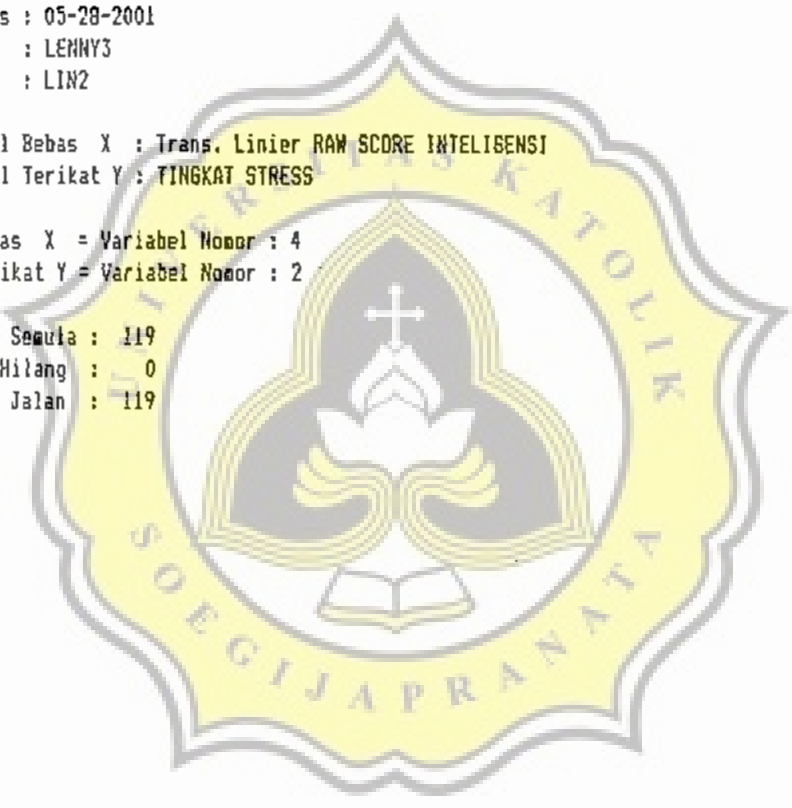 s : 05-28-2001
: LENNY3
: LIN2
l Bebas X : Trans. Linier RAW SCORE INTELIGENSI
l Terikat Y : TINGKAT STRESS
as X = Variabel Nomor : 4
ikat Y = Variabel Nomor : 2
Semula : 119
Hilang : 0
Jalan : 119
UNIVERSITAS KATOLIK
SOEGIJAPRANATA